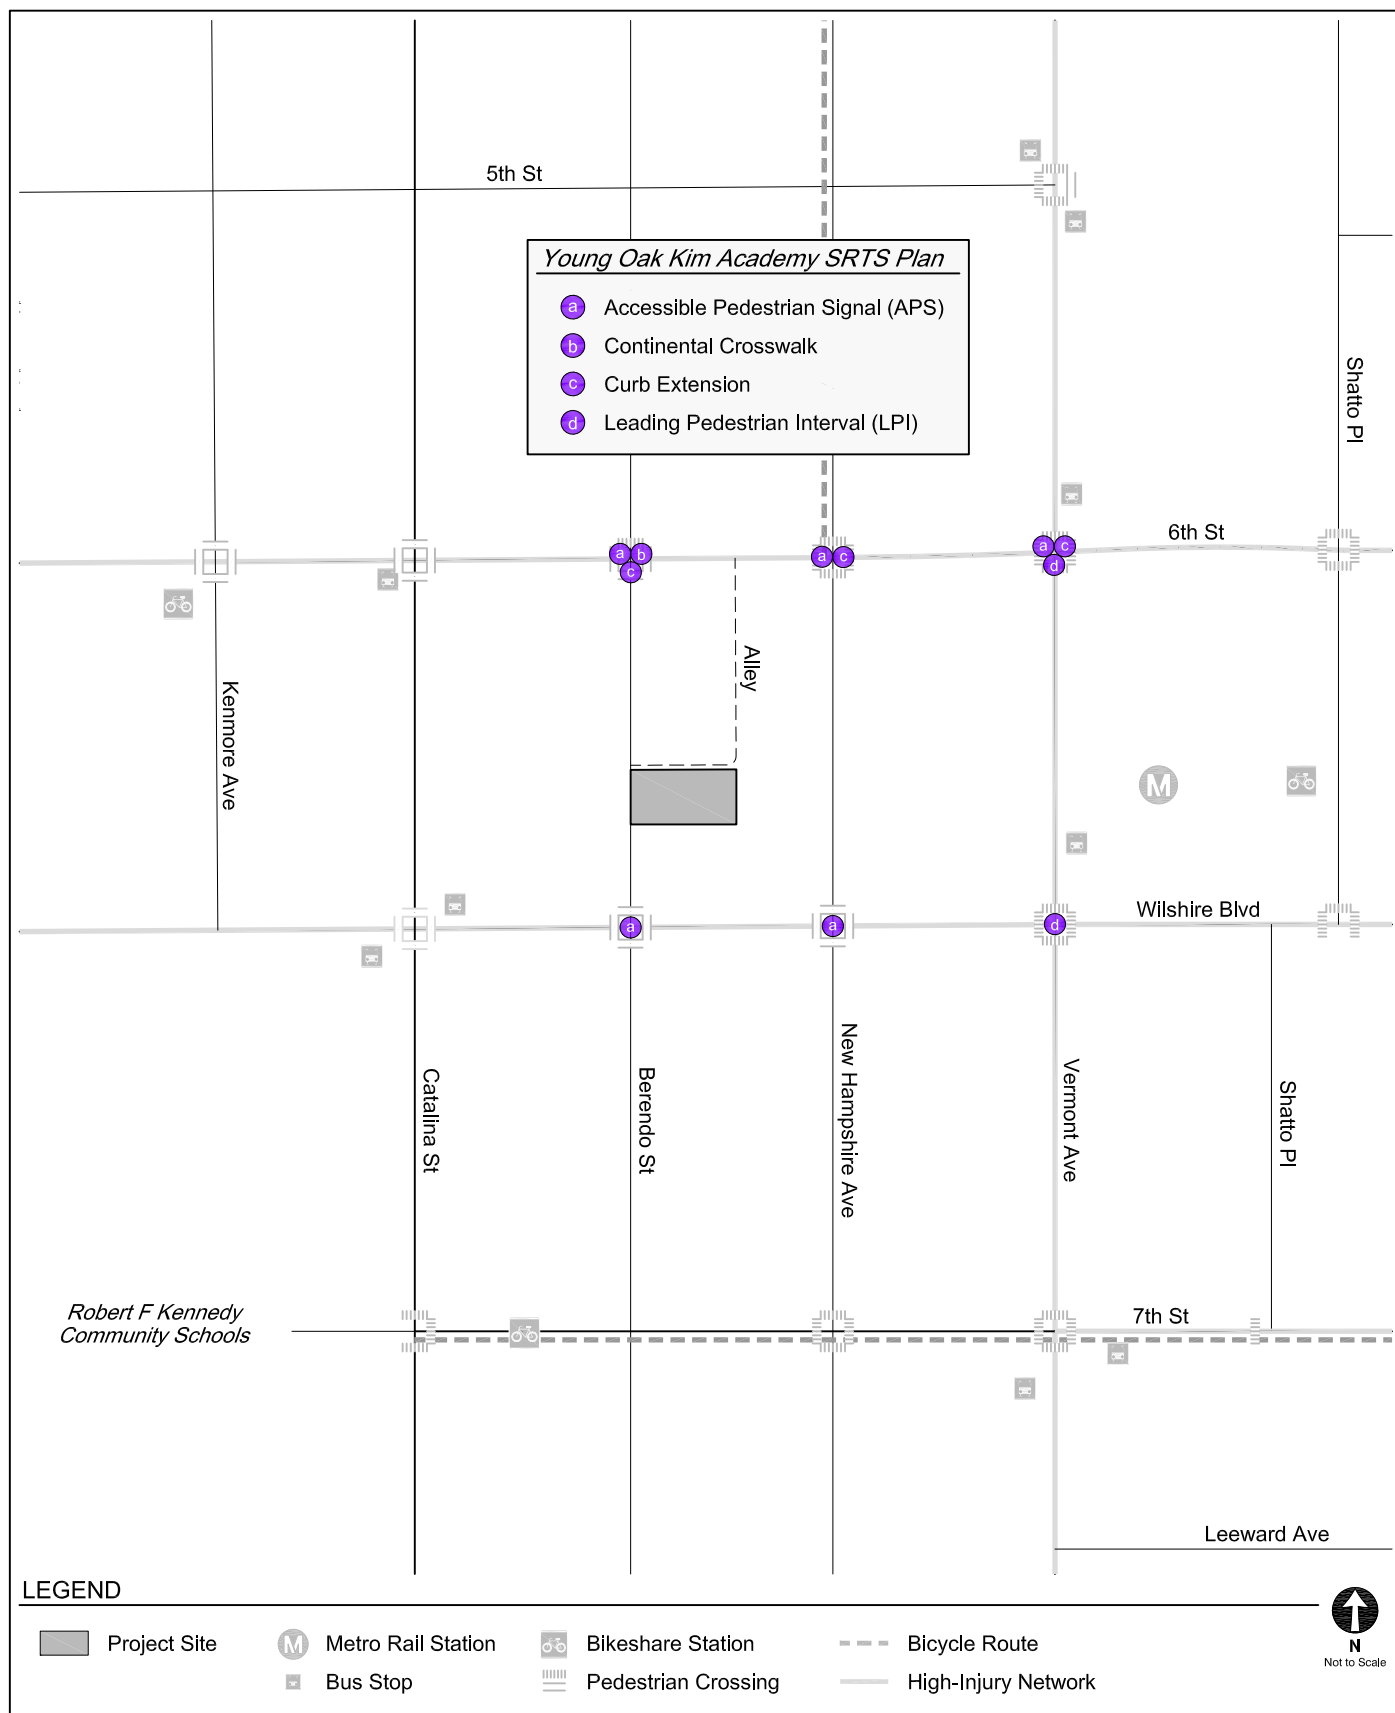 5th St
Young Oak Kim Academy SRTS Plan
a Accessible Pedestrian Signal (APS)
b Continental Crosswalk
c Curb Extension
d Leading Pedestrian Interval (LPI)
Shatto Pl
6th St
a b
c
a c
a c
d
Alley
Kenmore Ave
M
Wilshire Blvd
a
a
d
Catalina St
Berendo St
New Hampshire Ave
Vermont Ave
Shatto Pl
Robert F Kennedy
Community Schools
7th St
Leeward Ave
LEGEND
Project Site
M Metro Rail Station
Bikeshare Station
Bicycle Route
Bus Stop
Pedestrian Crossing
High-Injury Network
N
Not to Scale